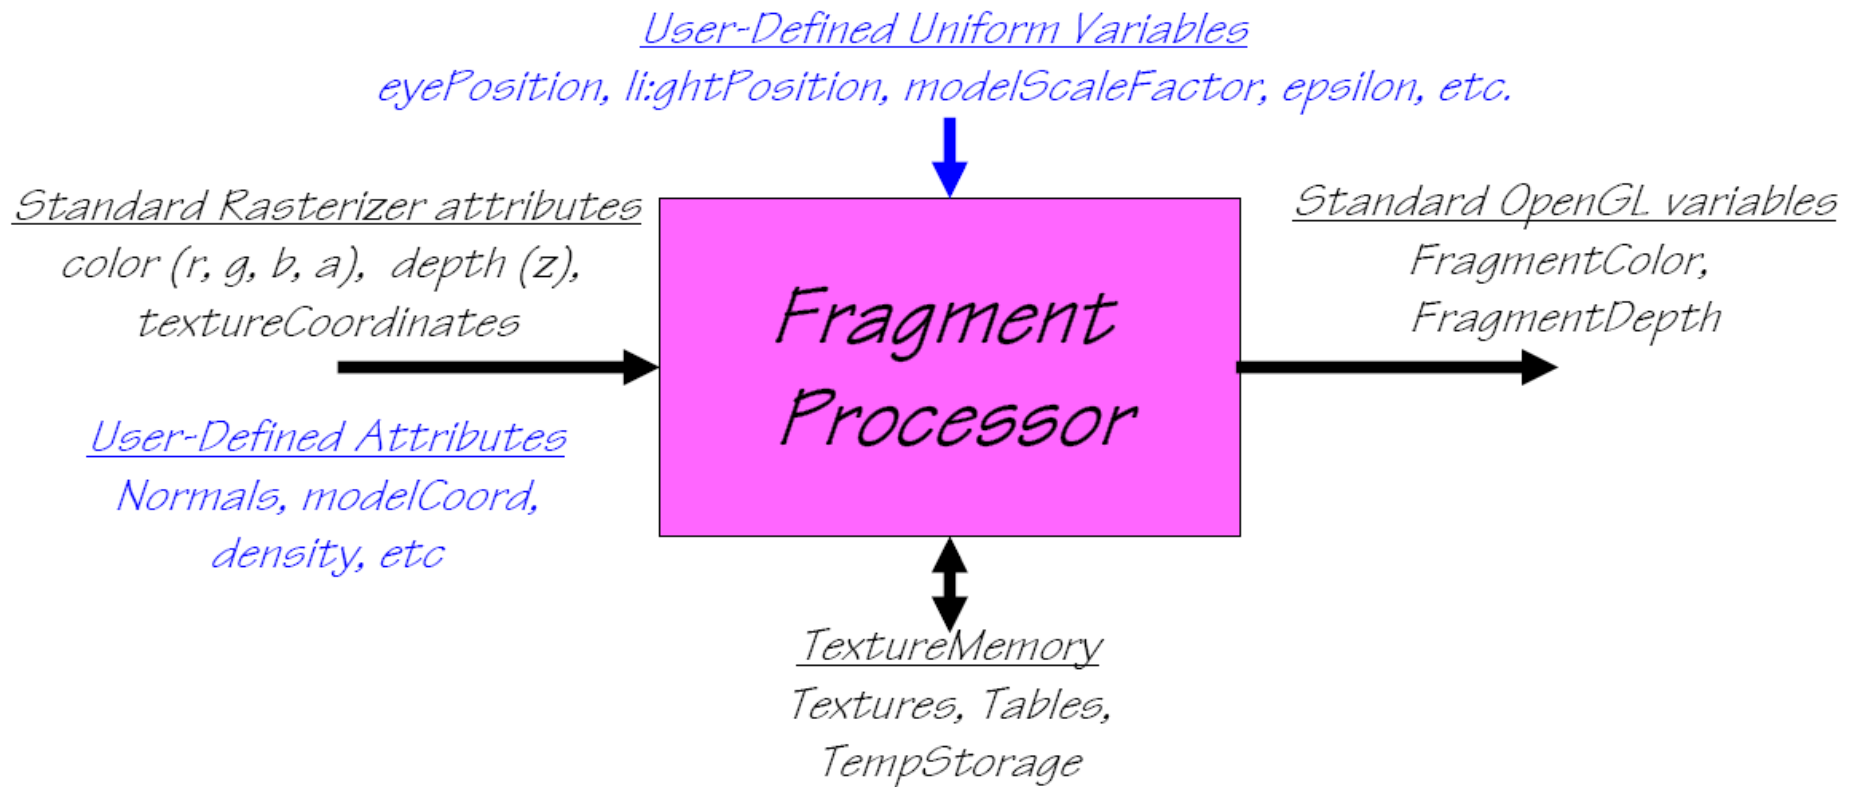 User-Defined Uniform Variables
eyePosition, li:ghtPosition, modelScaleFactor, epsilon, etc.
Standard Rasterizer attributes
color (r, g, b, a), depth (z),
textureCoordinates
User-Defined Attributes
Normals, modelCoord,
density, etc
Fragment
Processor
Standard OpenGL variables
FragmentColor,
FragmentDepth
TextureMemory
Textures, Tables,
TempStorage